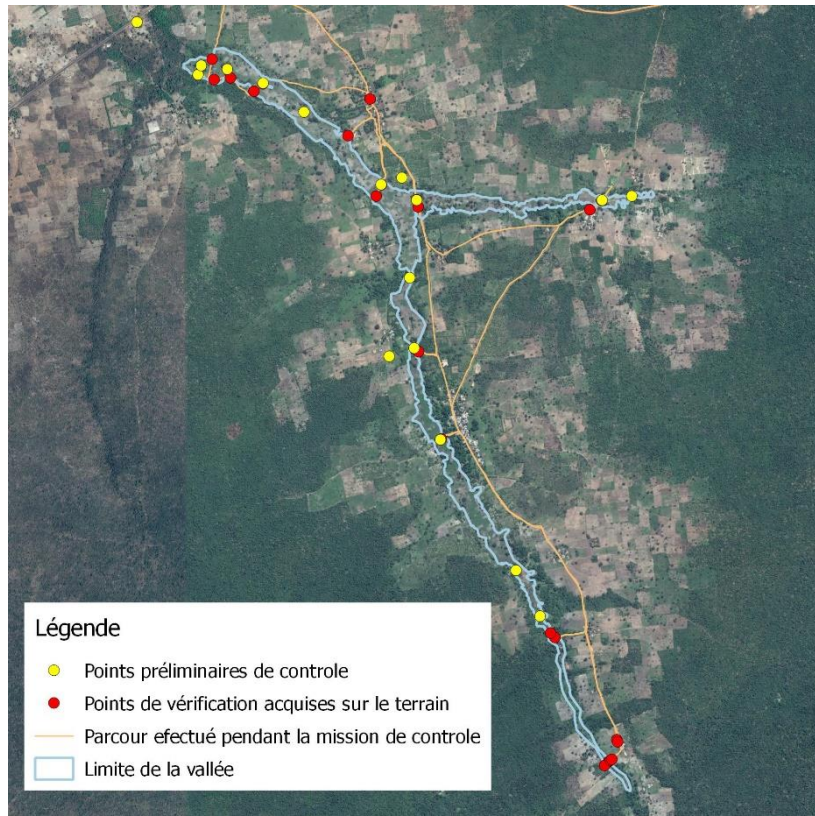 Légende
Points préliminaires de controle
Points de vérification acquises sur le terrain
Parcour efectué pendant la mission de controle
Limite de la vallée